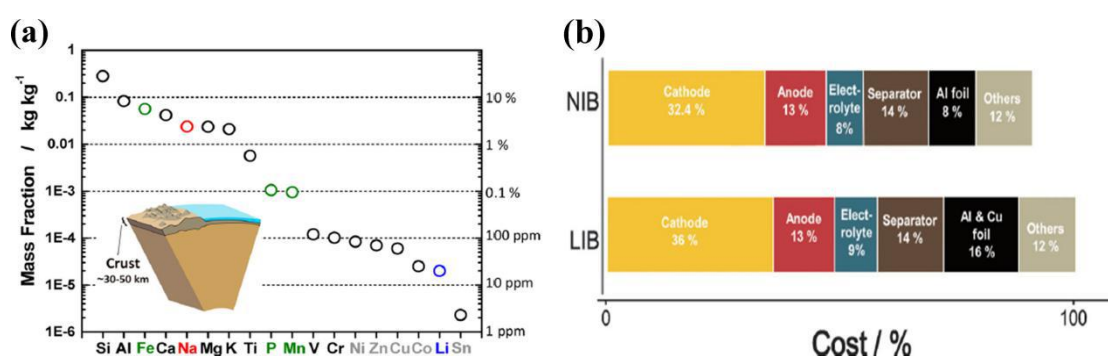 (a)
Mass Fraction / kg kg⁻¹
1
0.1
0.01
1E-3
1E-4
1E-5
1E-6
10 %
1 %
0.1 %
100 ppm
10 ppm
1 ppm
Crust
~30-50 km
Si Al Fe Ca Na Mg K Ti P Mn V Cr Ni Zn Cu Co Li Sn
(b)
NIB
Cathode
32.4 %
Anode
13 %
Elect-
rolyte
8%
Separator
14 %
Al foil
8 %
Others
12 %
LIB
Cathode
36 %
Anode
13 %
Elect-
rolyte
9%
Separator
14 %
Al & Cu
foil
16 %
Others
12 %
0
100
Cost / %